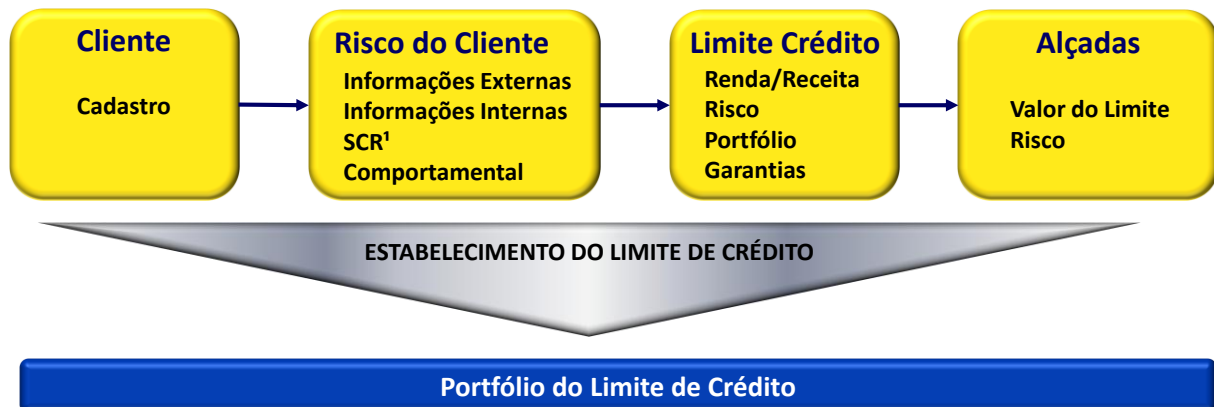 Cliente
Cadastro
Risco do Cliente
Informações Externas
Informações Internas
SCR¹
Comportamental
Limite Crédito
Renda/Receita
Risco
Portfólio
Garantias
Alçadas
Valor do Limite
Risco
ESTABELECIMENTO DO LIMITE DE CRÉDITO
Portfólio do Limite de Crédito